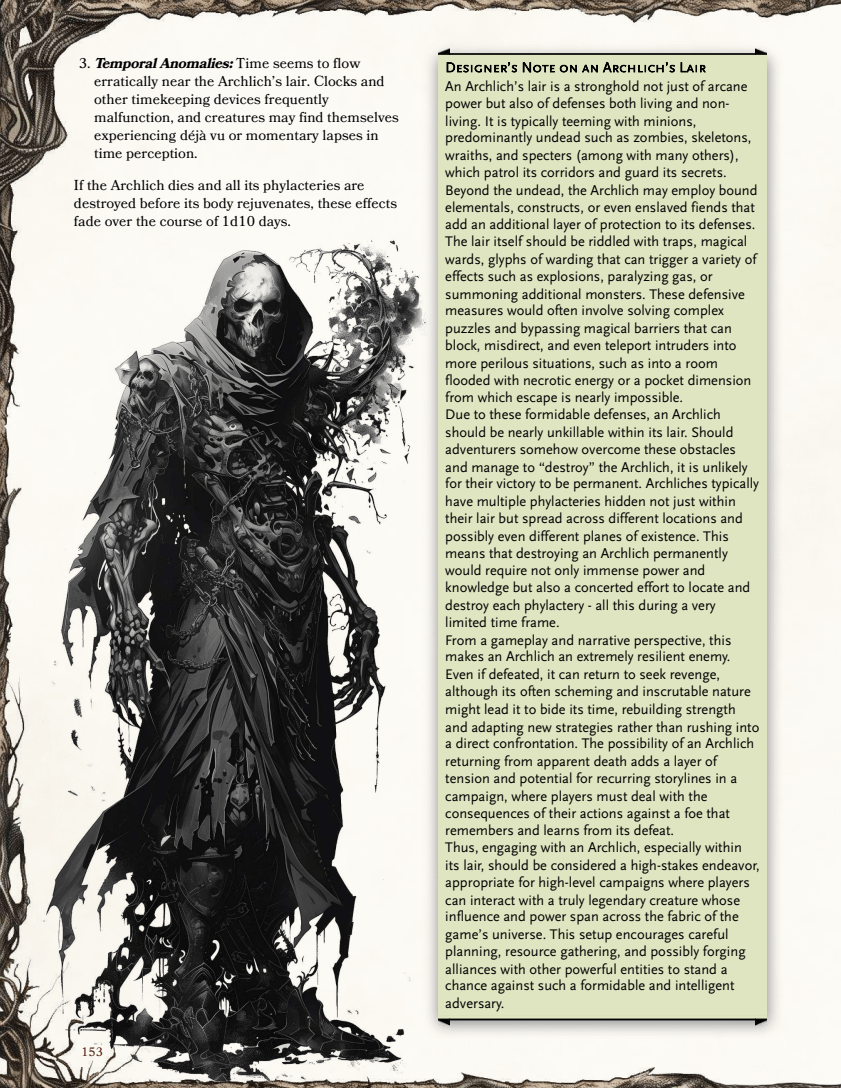 3. Temporal Anomalies: Time seems to flow
erratically near the Archlich's lair. Clocks and
other timekeeping devices frequently
malfunction, and creatures may find themselves
experiencing déjà vu or momentary lapses in
time perception.
If the Archlich dies and all its phylacteries are
destroyed before its body rejuvenates, these effects
fade over the course of 1d10 days.
Designer's Note on an Archlich's Lair
An Archlich's lair is a stronghold not just of arcane
power but also of defenses both living and non-
living. It is typically teeming with minions,
predominantly undead such as zombies, skeletons,
wraiths, and specters (among with many others),
which patrol its corridors and guard its secrets.
Beyond the undead, the Archlich may employ bound
elementals, constructs, or even enslaved fiends that
add an additional layer of protection to its defenses.
The lair itself should be riddled with traps, magical
wards, glyphs of warding that can trigger a variety of
effects such as explosions, paralyzing gas, or
summoning additional monsters. These defensive
measures would often involve solving complex
puzzles and bypassing magical barriers that can
block, misdirect, and even teleport intruders into
more perilous situations, such as into a room
flooded with necrotic energy or a pocket dimension
from which escape is nearly impossible.
Due to these formidable defenses, an Archlich
should be nearly unkillable within its lair. Should
adventurers somehow overcome these obstacles
and manage to “destroy” the Archlich, it is unlikely
for their victory to be permanent. Archliches typically
have multiple phylacteries hidden not just within
their lair but spread across different locations and
possibly even different planes of existence. This
means that destroying an Archlich permanently
would require not only immense power and
knowledge but also a concerted effort to locate and
destroy each phylactery - all this during a very
limited time frame.
From a gameplay and narrative perspective, this
makes an Archlich an extremely resilient enemy.
Even if defeated, it can return to seek revenge,
although its often scheming and inscrutable nature
might lead it to bide its time, rebuilding strength
and adapting new strategies rather than rushing into
a direct confrontation. The possibility of an Archlich
returning from apparent death adds a layer of
tension and potential for recurring storylines in a
campaign, where players must deal with the
consequences of their actions against a foe that
remembers and learns from its defeat.
Thus, engaging with an Archlich, especially within
its lair, should be considered a high-stakes endeavor,
appropriate for high-level campaigns where players
can interact with a truly legendary creature whose
influence and power span across the fabric of the
game's universe. This setup encourages careful
planning, resource gathering, and possibly forging
alliances with other powerful entities to stand a
chance against such a formidable and intelligent
adversary.
153